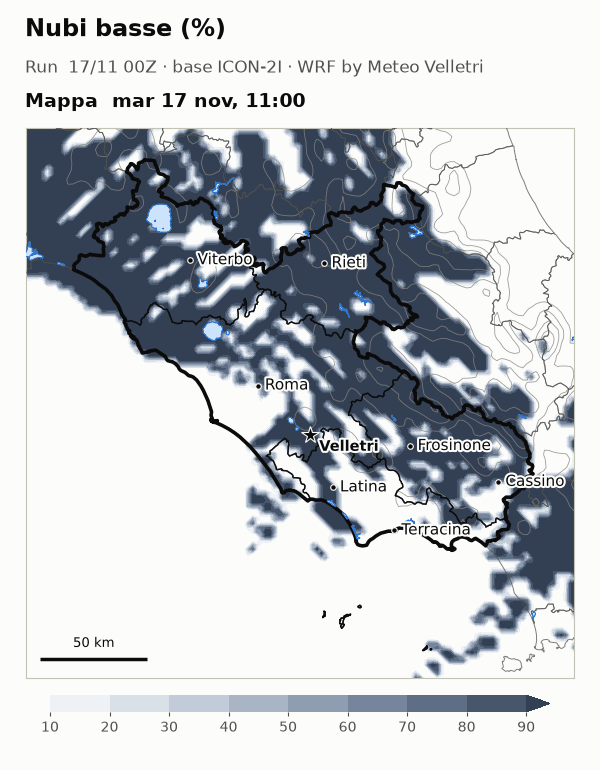 Nubi basse (%)
Run  17/11 00Z · base ICON-2I · WRF by Meteo Velletri
Mappa  mar 17 nov, 11:00
Viterbo
Rieti
Roma
Velletri
Frosinone
Cassino
Latina
Terracina
50 km
10 20 30 40 50 60 70 80 90